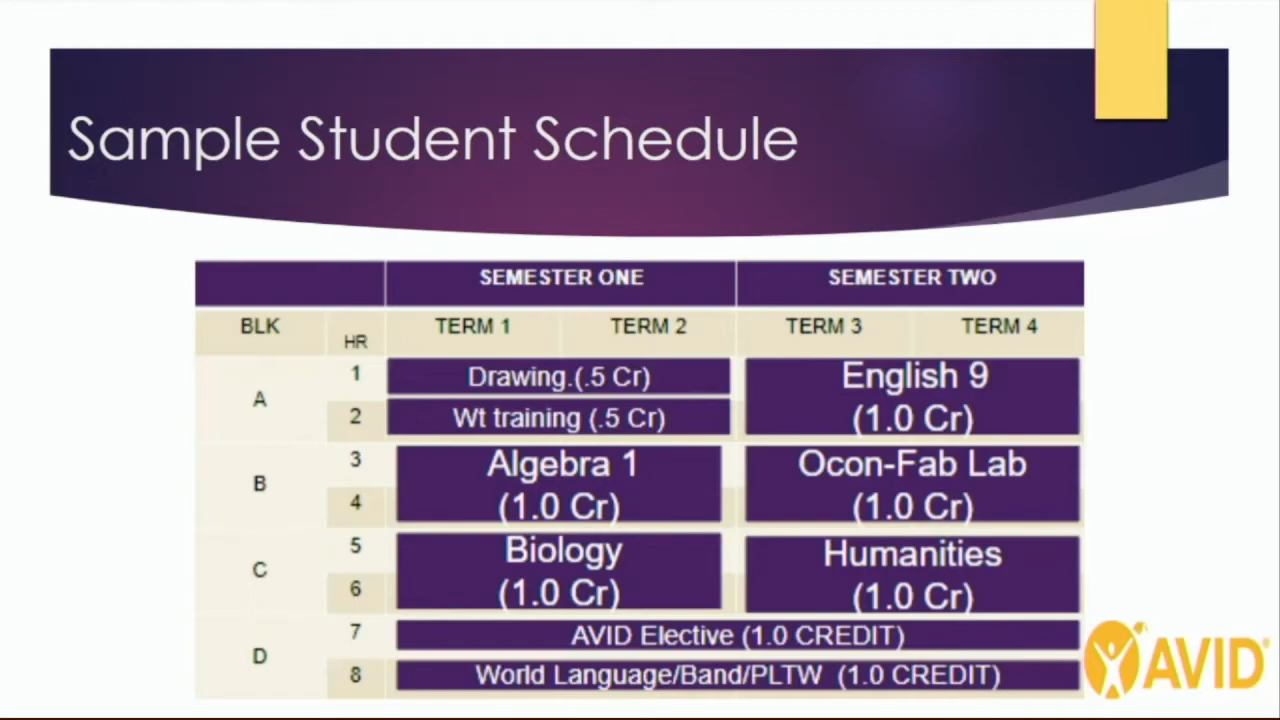 Sample Student Schedule
SEMESTER ONE SEMESTER TWO
BLK HR TERM 1 TERM 2 TERM 3 TERM 4
A
1 Drawing.(.5 Cr)
2 Wt training (.5 Cr)
English 9
(1.0 Cr)
B
3
4
Algebra 1
(1.0 Cr)
Ocon-Fab Lab
(1.0 Cr)
C
5
6
Biology
(1.0 Cr)
Humanities
(1.0 Cr)
D
7 AVID Elective (1.0 CREDIT)
8 World Language/Band/PLTW (1.0 CREDIT)
AVID®